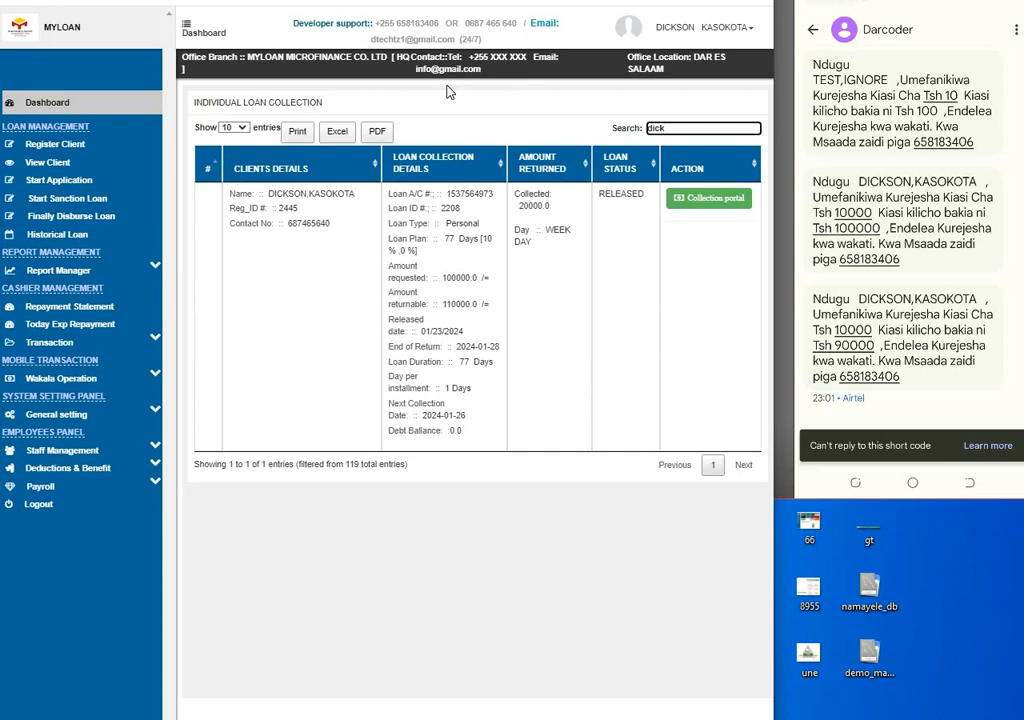 MYLOAN
Dashboard
LOAN MANAGEMENT
Register Client
View Client
Start Application
Start Sanction Loan
Finally Disburse Loan
Historical Loan
REPORT MANAGEMENT
Report Manager
CASHIER MANAGEMENT
Repayment Statement
Today Exp Repayment
Transaction
MOBILE TRANSACTION
Wakala Operation
SYSTEM SETTING PANEL
General setting
EMPLOYEES PANEL
Staff Management
Deductions & Benefit
Payroll
Logout
Dashboard
Developer support:: +255 658183406 OR 0687 465 640 / Email:
dtechtz1@gmail.com (24/7)
DICKSON KASOKOTA
Office Branch :: MYLOAN MICROFINANCE CO. LTD [ HQ Contact::Tel: +255 XXX XXX Email:
] info@gmail.com
Office Location: DAR ES
SALAAM
INDIVIDUAL LOAN COLLECTION
Show 10 entries Print Excel PDF Search: dick
# CLIENTS DETAILS
LOAN COLLECTION
DETAILS
AMOUNT
RETURNED
LOAN
STATUS
ACTION
Name: :: DICKSON,KASOKOTA
Reg_ID #: :: 2445
Contact No: :: 687465640
Loan A/C #:; :: 1537564973
Loan ID #:; :: 2208
Loan Type: :: Personal
Loan Plan: :: 77 Days [10
% ,0 %]
Amount
requested: :: 100000.0 /=
Amount
returnable: :: 110000.0 /=
Released
date: :: 01/23/2024
End of Return: :: 2024-01-28
Loan Duration: :: 77 Days
Day per
installment: :: 1 Days
Next Collection
Date: :: 2024-01-26
Debt Ballance: :0.0
Collected:
20000.0
Day :: WEEK
DAY
RELEASED
Collection portal
Showing 1 to 1 of 1 entries (filtered from 119 total entries)
Previous 1 Next
Darcoder
Ndugu
TEST,IGNORE ,Umefanikiwa
Kurejesha Kiasi Cha Tsh 10 Kiasi
kilicho bakia ni Tsh 100 ,Endelea
Kurejesha kwa wakati. Kwa
Msaada zaidi piga 658183406
Ndugu DICKSON,KASOKOTA ,
Umefanikiwa Kurejesha Kiasi Cha
Tsh 10000 Kiasi kilicho bakia ni
Tsh 100000 ,Endelea Kurejesha
kwa wakati. Kwa Msaada zaidi
piga 658183406
Ndugu DICKSON,KASOKOTA ,
Umefanikiwa Kurejesha Kiasi Cha
Tsh 10000 Kiasi kilicho bakia ni
Tsh 90000 ,Endelea Kurejesha
kwa wakati. Kwa Msaada zaidi
piga 658183406
23:01 • Airtel
Can't reply to this short code Learn more
66
gt
8955
namayele_db
une
demo_ma...